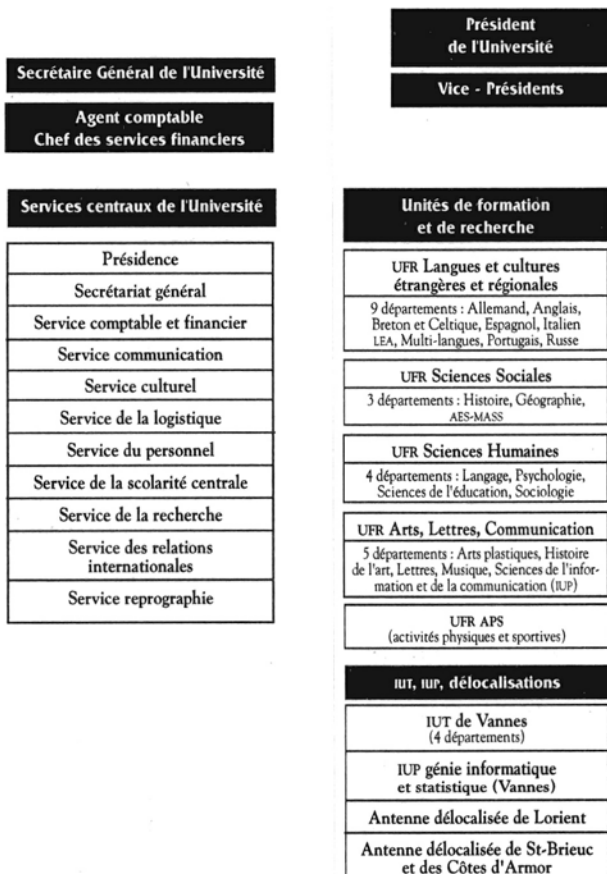 Secrétaire Général de l'Université
Agent comptable
Chef des services financiers
Services centraux de l'Université
Présidence
Secrétariat général
Service comptable et financier
Service communication
Service culturel
Service de la logistique
Service du personnel
Service de la scolarité centrale
Service de la recherche
Service des relations
internationales
Service reprographie
Président
de l'Université
Vice - Présidents
Unités de formation
et de recherche
UFR Langues et cultures
étrangères et régionales
9 départements : Allemand, Anglais,
Breton et Celtique, Espagnol, Italien
LEA, Multi-langues, Portugais, Russe
UFR Sciences Sociales
3 départements : Histoire, Géographie,
AES-MASS
UFR Sciences Humaines
4 départements : Langage, Psychologie,
Sciences de l'éducation, Sociologie
UFR Arts, Lettres, Communication
5 départements : Arts plastiques, Histoire
de l'art, Lettres, Musique, Sciences de l'infor-
mation et de la communication (IUP)
UFR APS
(activités physiques et sportives)
IUT, IUP, délocalisations
IUT de Vannes
(4 départements)
IUP génie informatique
et statistique (Vannes)
Antenne délocalisée de Lorient
Antenne délocalisée de St-Brieuc
et des Côtes d'Armor